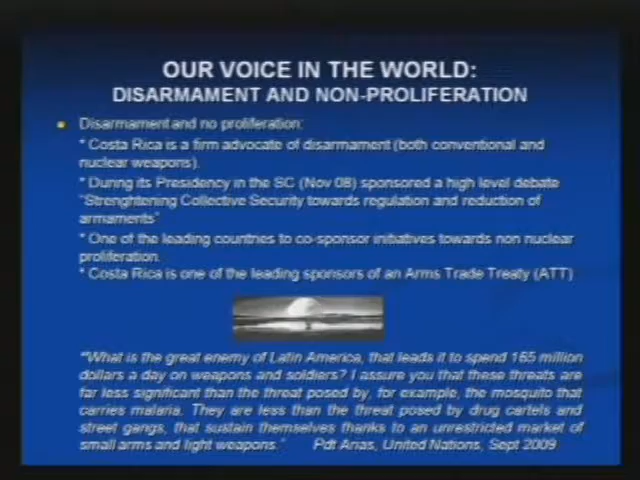 OUR VOICE IN THE WORLD:
DISARMAMENT AND NON-PROLIFERATION
Disarmament and no proliferation:
* Costa Rica is a firm advocate of disarmament (both conventional and
nuclear weapons).
* During its Presidency in the SC (Nov 08) sponsored a high level debate
"Strenghtening Collective Security towards regulation and reduction of
armaments"
* One of the leading countries to co-sponsor initiatives towards non nuclear
proliferation.
* Costa Rica is one of the leading sponsors of an Arms Trade Treaty (ATT)
"What is the great enemy of Latin America, that leads it to spend 165 million
dollars a day on weapons and soldiers? I assure you that these threats are
far less significant than the threat posed by, for example, the mosquito that
carries malaria. They are less than the threat posed by drug cartels and
street gangs, that sustain themselves thanks to an unrestricted market of
small arms and light weapons." Pdt Arias, United Nations, Sept 2009